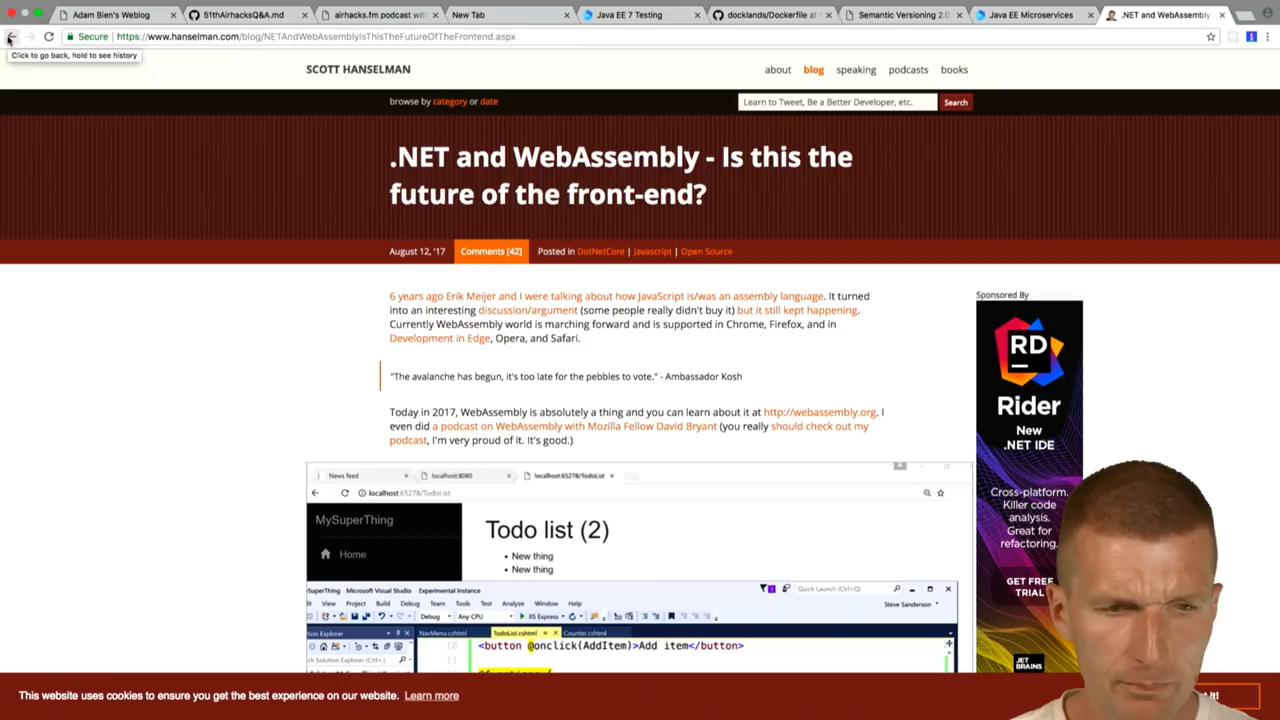 Adam Bien's Weblog
51thAirhacksQ&A.md
airhacks.fm podcast with
New Tab
Java EE 7 Testing
docklands/Dockerfile at
Semantic Versioning 2.0
Java EE Microservices
.NET and WebAssembly
Secure
https://www.hanselman.com/blog/NETAndWebAssemblyIsThisTheFutureOfTheFrontend.aspx
Click to go back, hold to see history
SCOTT HANSELMAN
about blog speaking podcasts books
browse by category or date
Learn to Tweet, Be a Better Developer, etc.
Search
.NET and WebAssembly - Is this the
future of the front-end?
August 12, '17
Comments [42]
Posted in DotNetCore | Javascript | Open Source
6 years ago Erik Meijer and I were talking about how JavaScript is/was an assembly language. It turned
into an interesting discussion/argument (some people really didn't buy it) but it still kept happening.
Currently WebAssembly world is marching forward and is supported in Chrome, Firefox, and in
Development in Edge, Opera, and Safari.
"The avalanche has begun, it's too late for the pebbles to vote." - Ambassador Kosh
Today in 2017, WebAssembly is absolutely a thing and you can learn about it at http://webassembly.org. I
even did a podcast on WebAssembly with Mozilla Fellow David Bryant (you really should check out my
podcast, I'm very proud of it. It's good.)
Sponsored By
RD
Rider
New
.NET IDE
Cross-platform.
Killer code
analysis.
Great for
refactoring.
GET FREE
TRIAL
JET
BRAINS
News feed
localhost:8080
localhost:65278/TodoList
localhost:65278/TodoList
MySuperThing
Home
Todo list (2)
• New thing
• New thing
Microsoft Visual Studio
Experimental Instance
Quick Launch (Ctrl+Q)
View Project Build Debug Team Tools Test Analyze Window Help
Steve Sanderson
Debug
Any CPU
IIS Express
NavMenu.cshtml
TodoList.cshtml
Counter.cshtml
10 <button @onclick(AddItem)>Add item</button>
11
This website uses cookies to ensure you get the best experience on our website. Learn more